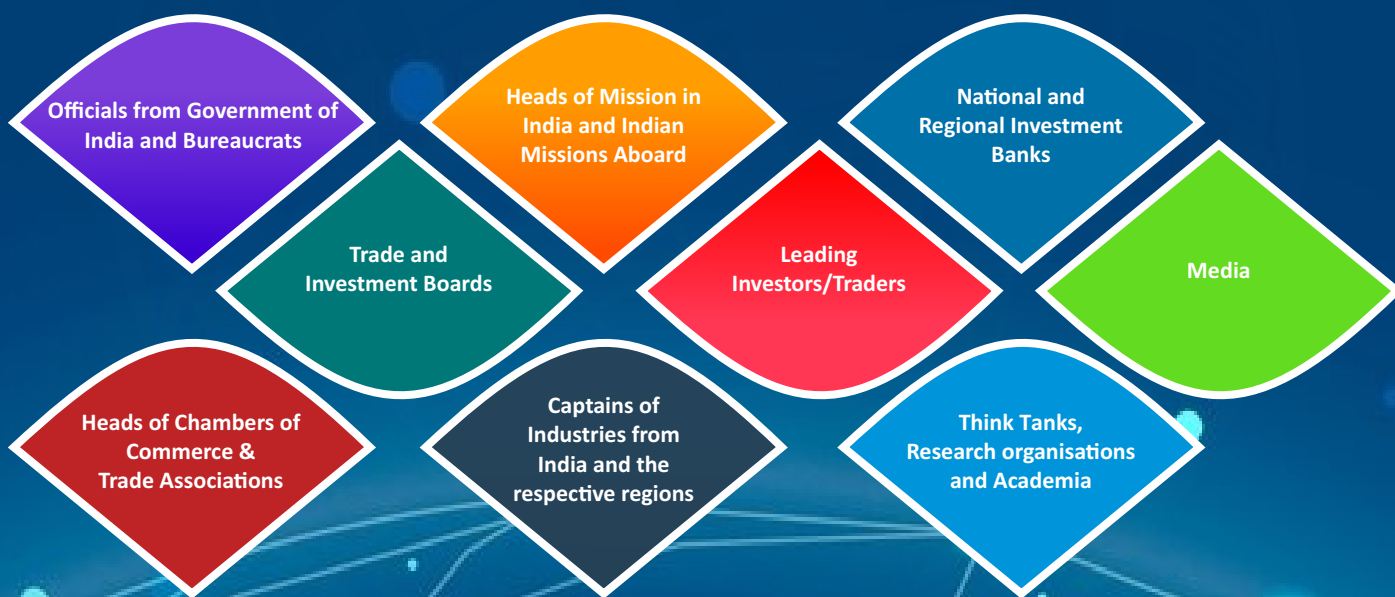 Officials from Government of
India and Bureaucrats
Heads of Mission in
India and Indian
Missions Aboard
National and
Regional Investment
Banks
Trade and
Investment Boards
Leading
Investors/Traders
Media
Heads of Chambers of
Commerce &
Trade Associations
Captains of
Industries from
India and the
respective regions
Think Tanks,
Research organisations
and Academia